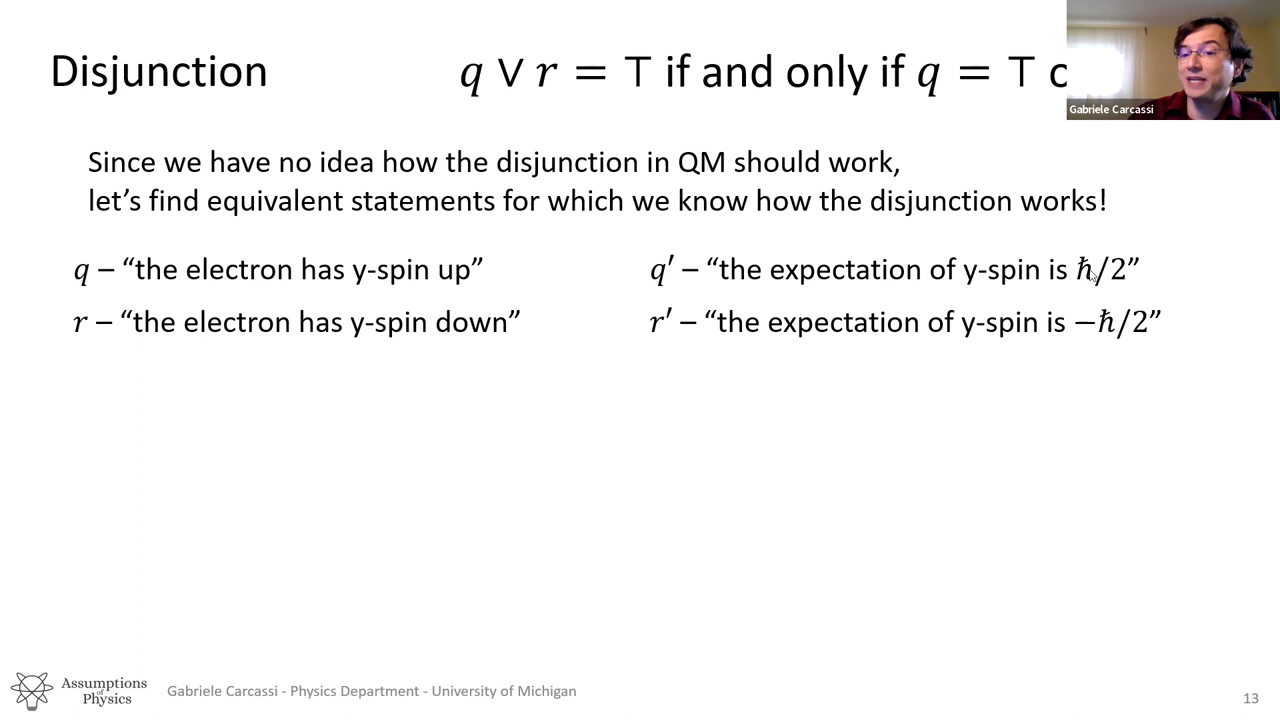 Disjunction
q ∨ r = ⊤ if and only if q = ⊤
Gabriele Carcassi
Since we have no idea how the disjunction in QM should work,
let’s find equivalent statements for which we know how the disjunction works!
q – “the electron has y-spin up”
q′ – “the expectation of y-spin is ℏ/2”
r – “the electron has y-spin down”
r′ – “the expectation of y-spin is −ℏ/2”
Assumptions
of
Physics
Gabriele Carcassi - Physics Department - University of Michigan
13